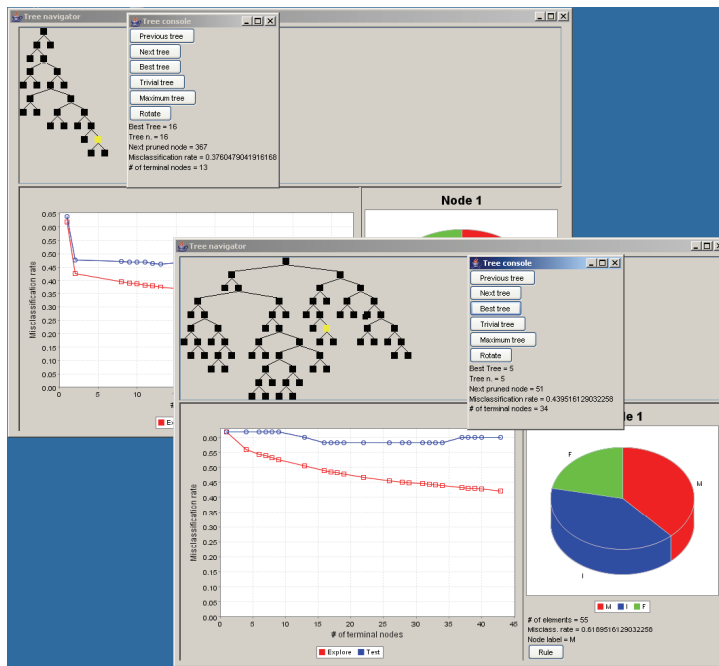 Tree navigator
Tree console
Previous tree
Next tree
Best tree
Trivial tree
Maximum tree
Rotate
Best Tree = 16
Tree n. = 16
Next pruned node = 367
Misclassification rate = 0.3760479041916168
# of terminal nodes = 13
Node 1
Misclassification rate
0.65
0.60
0.55
0.50
0.45
0.40
0.35
0.30
0.25
0.20
0.15
0.10
0.05
0.00
0 5 10
Tree navigator
Tree console
Previous tree
Next tree
Best tree
Trivial tree
Maximum tree
Rotate
Best Tree = 5
Tree n. = 5
Next pruned node = 51
Misclassification rate = 0.439516129032258
# of terminal nodes = 34
Misclassification rate
0.60
0.55
0.50
0.45
0.40
0.35
0.30
0.25
0.20
0.15
0.10
0.05
0.00
0 5 10 15 20 25 30 35 40 45
# of terminal nodes
Explore Test
F
M
I
M I F
# of elements = 55
Misclass. rate = 0.6169516129032258
Node label = M
Rule